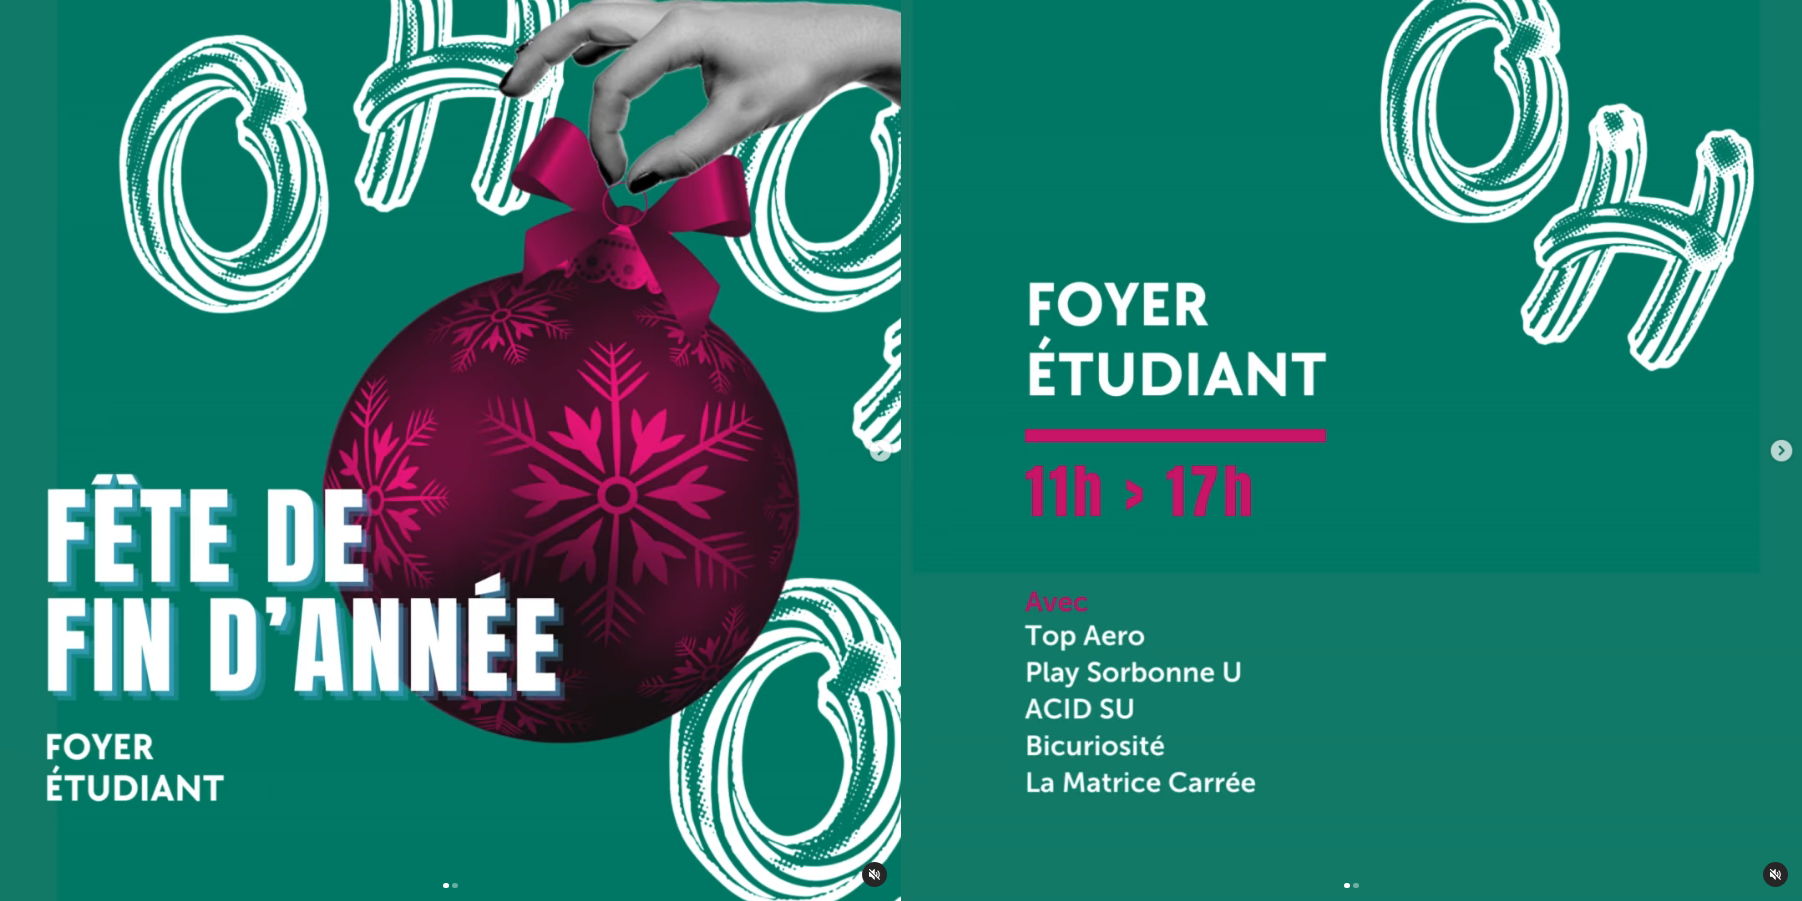 OH O
O
FÊTE DE
FIN D'ANNÉE
FOYER
ÉTUDIANT
OH
FOYER
ÉTUDIANT
11h > 17h
Avec
Top Aero
Play Sorbonne U
ACID SU
Bicuriosité
La Matrice Carrée